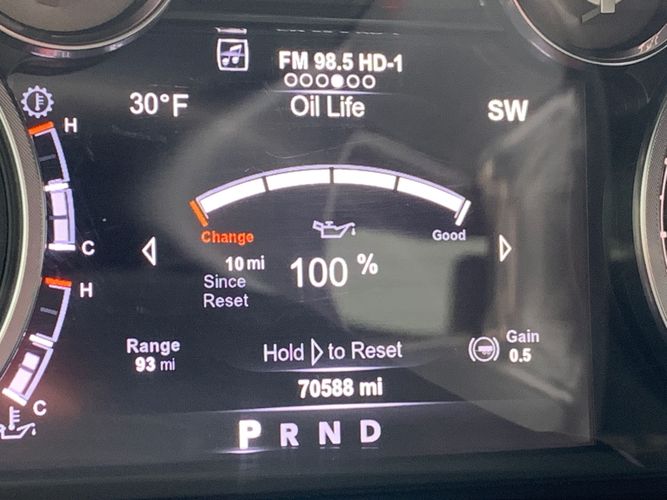 FM 98.5 HD-1
30°F
Oil Life
SW
H
C
Change
Good
10 mi
Since
Reset
100 %
H
C
Range
93 mi
Hold ▷ to Reset
Gain
0.5
70588 mi
P R N D